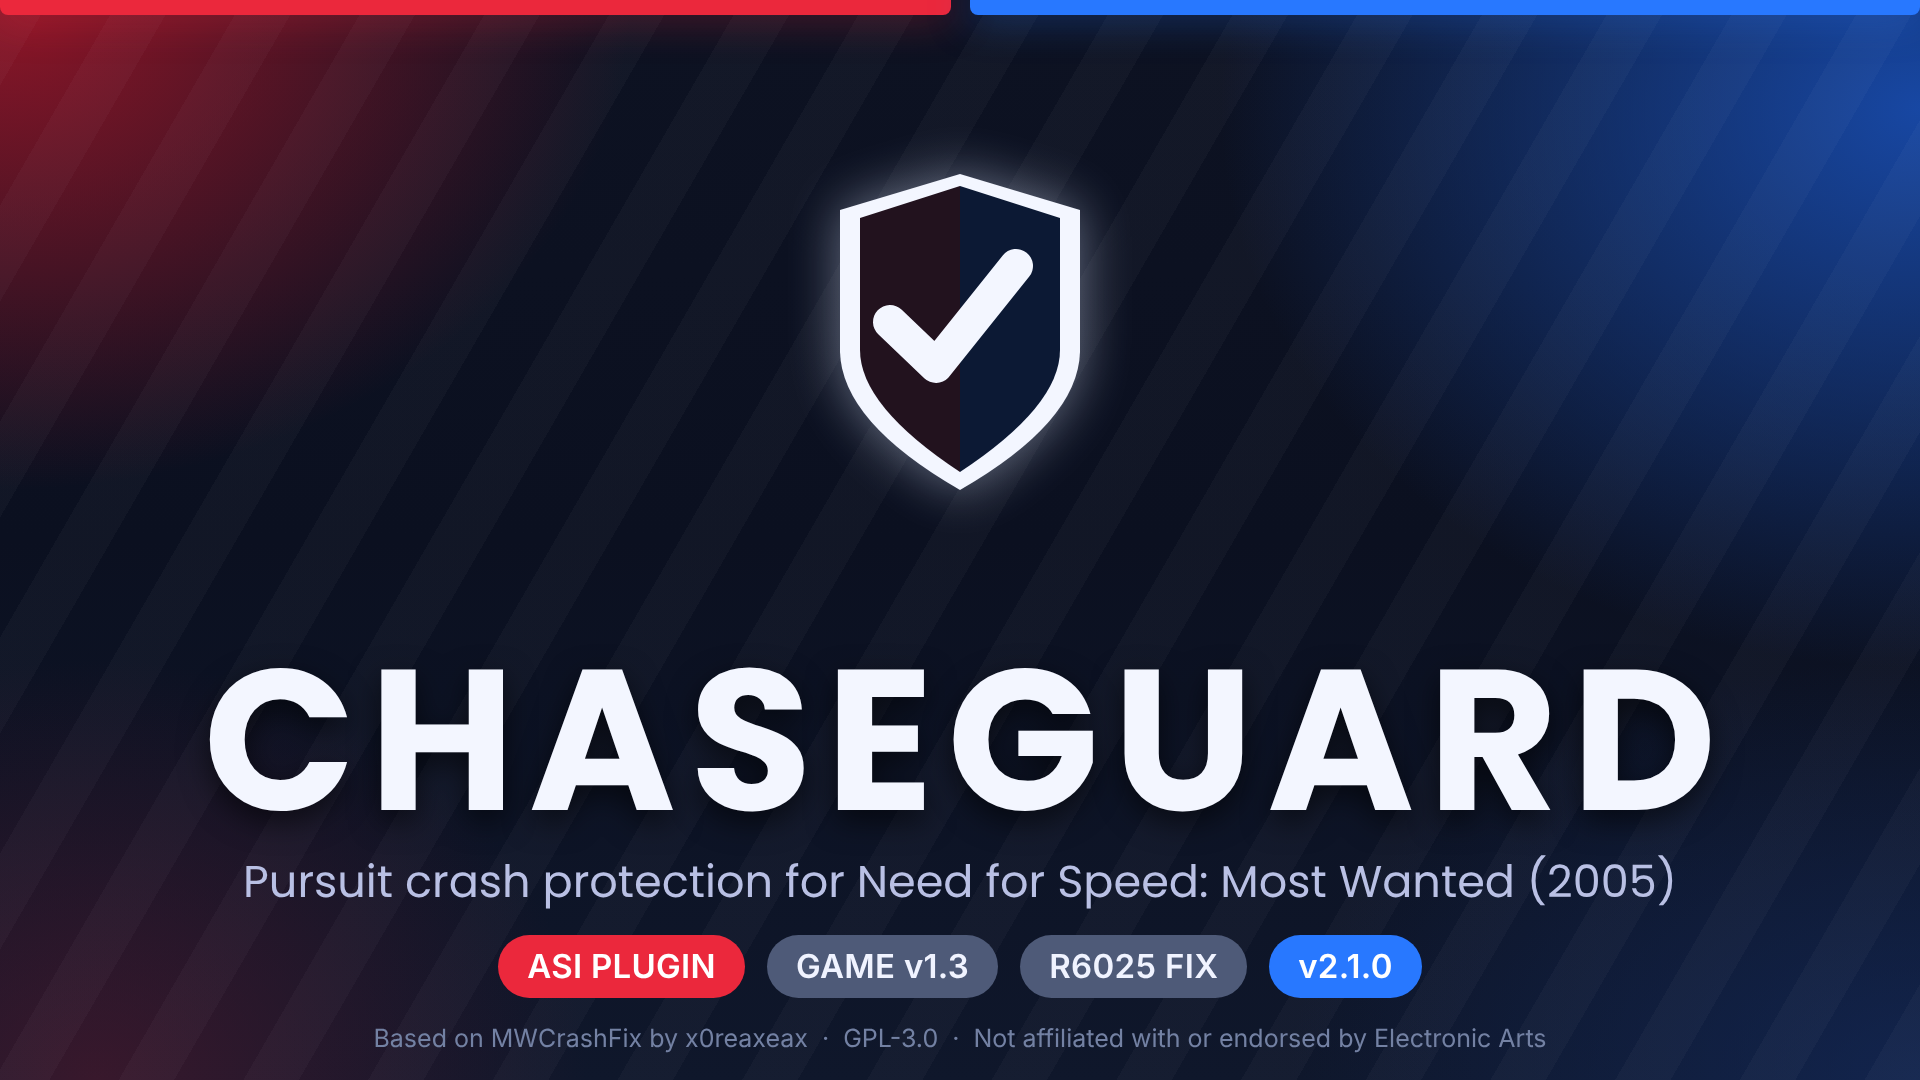 CHASEGUARD
Pursuit crash protection for Need for Speed: Most Wanted (2005)
ASI PLUGIN GAME v1.3 R6025 FIX v2.1.0
Based on MWCrashFix by x0reaxeax · GPL-3.0 · Not affiliated with or endorsed by Electronic Arts